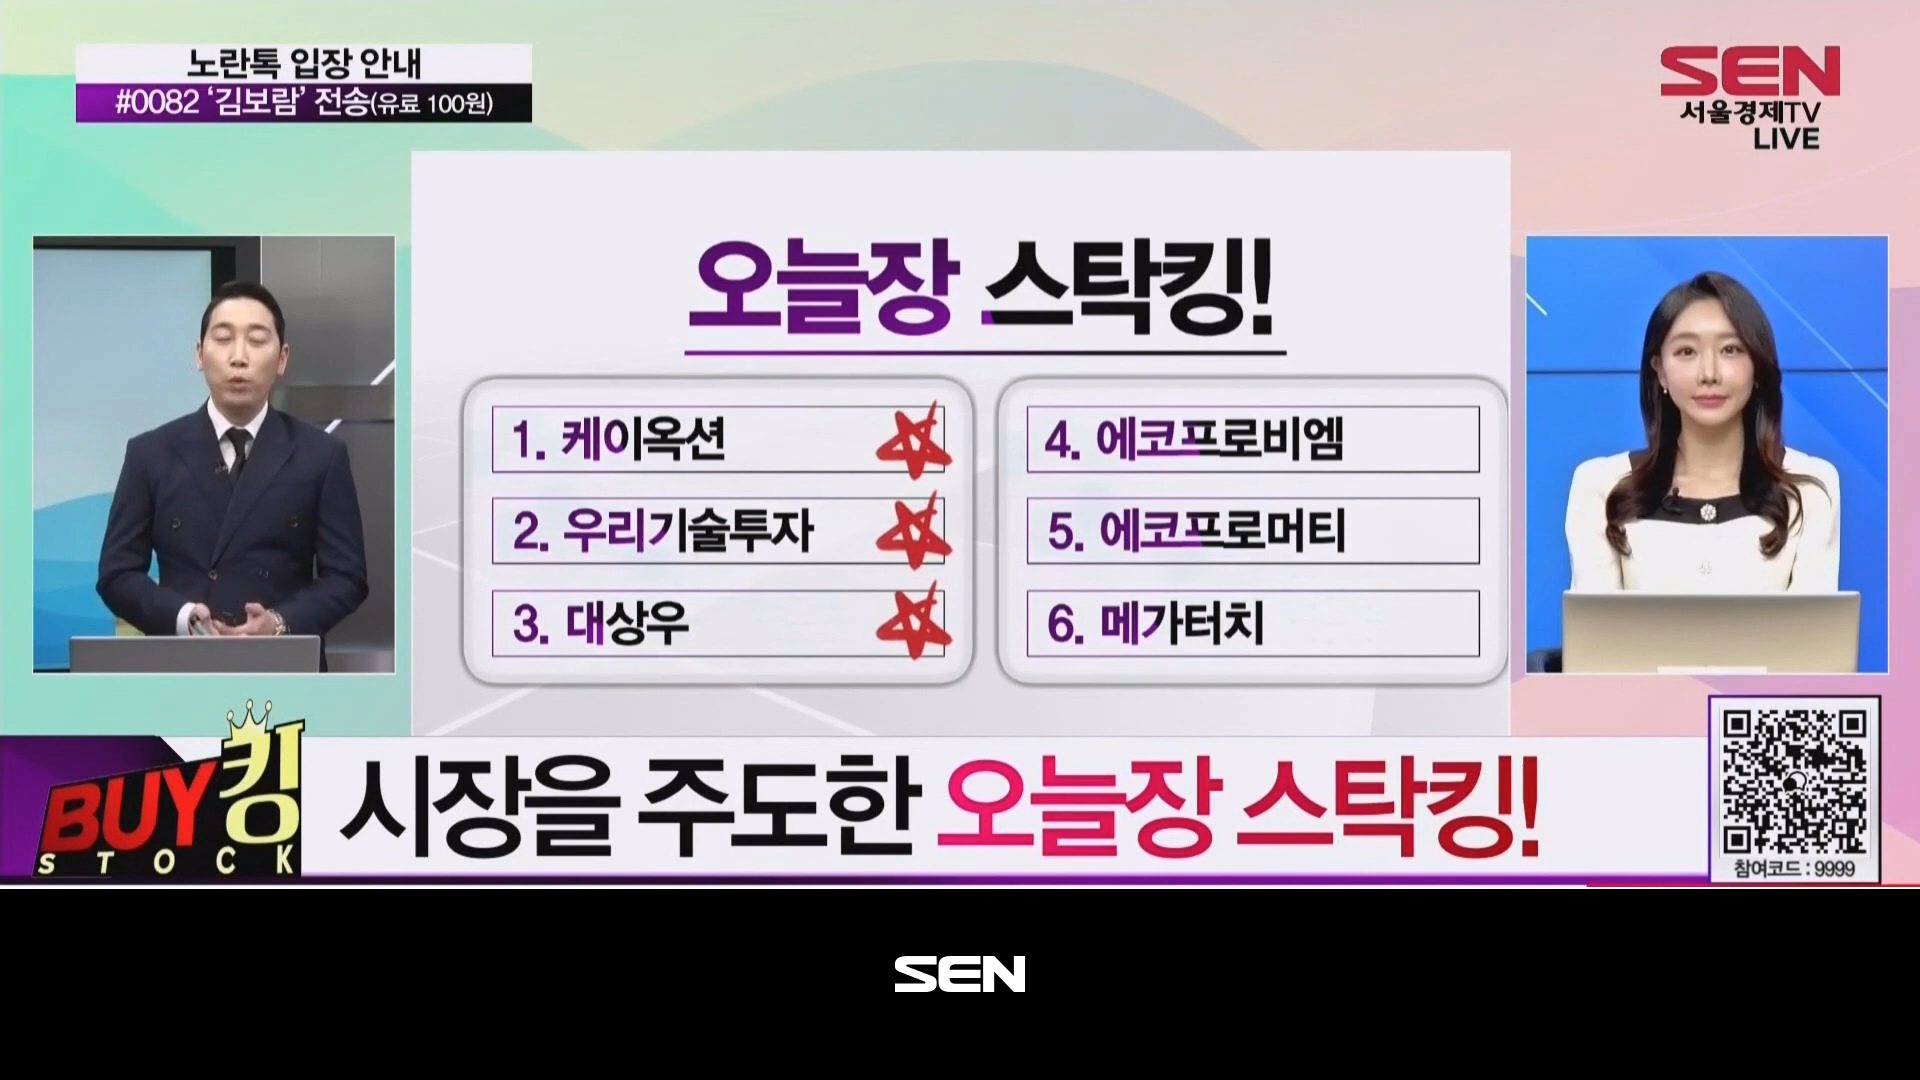 노란톡 입장 안내
#0082 ‘김보람’ 전송(유료 100원)
SEN
서울경제TV
LIVE
오늘장 스탁킹!
1. 케이옥션
2. 우리기술투자
3. 대상우
4. 에코프로비엠
5. 에코프로머티
6. 메가터치
BUY킹
STOCK
시장을 주도한 오늘장 스탁킹!
참여코드 : 9999
SEN